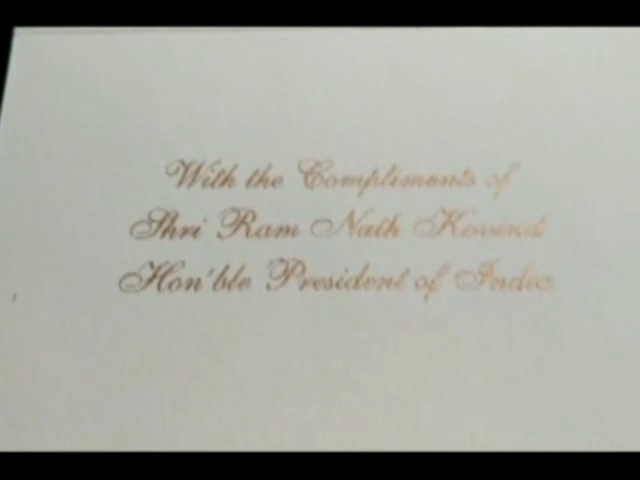 With the Compliments of
Shri Ram Nath Kovind
Hon'ble President of India